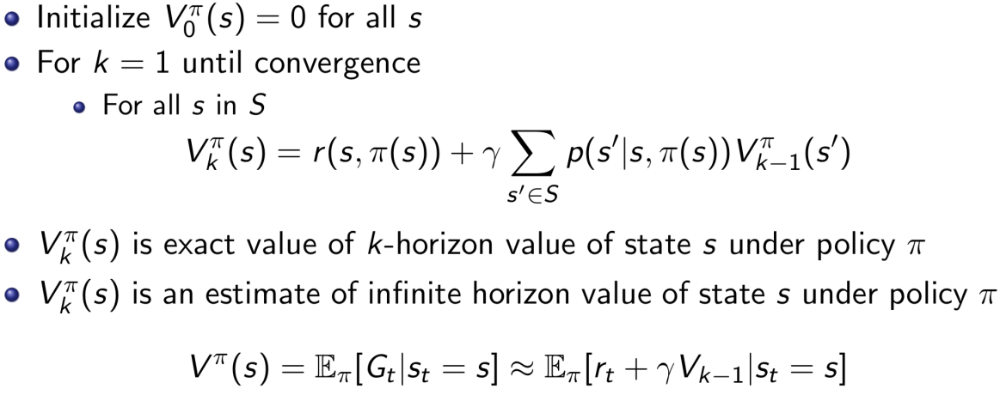 • Initialize $V_0^\pi(s) = 0$ for all $s$
• For $k = 1$ until convergence
• For all $s$ in $S$
$V_k^\pi(s) = r(s, \pi(s)) + \gamma \sum_{s' \in S} p(s'|s, \pi(s)) V_{k-1}^\pi(s')$
• $V_k^\pi(s)$ is exact value of $k$-horizon value of state $s$ under policy $\pi$
• $V_k^\pi(s)$ is an estimate of infinite horizon value of state $s$ under policy $\pi$
$V^\pi(s) = \mathbb{E}_\pi[G_t|s_t = s] \approx \mathbb{E}_\pi[r_t + \gamma V_{k-1}|s_t = s]$